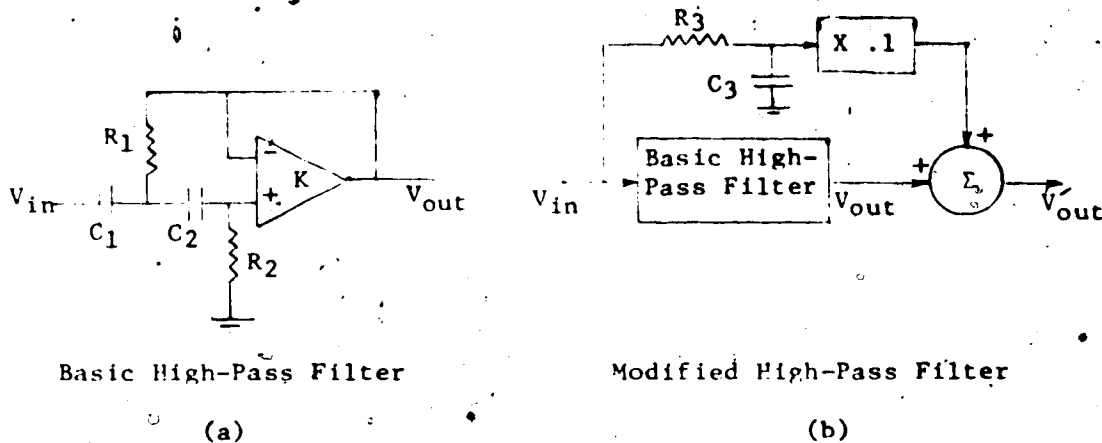 R1
K
Vin
C1
C2
R2
Vout
Basic High-Pass Filter
(a)
R3
X .1
C3
Basic High-
Pass Filter
Vin
Vout
+
+
Σ
V'out
Modified High-Pass Filter
(b)